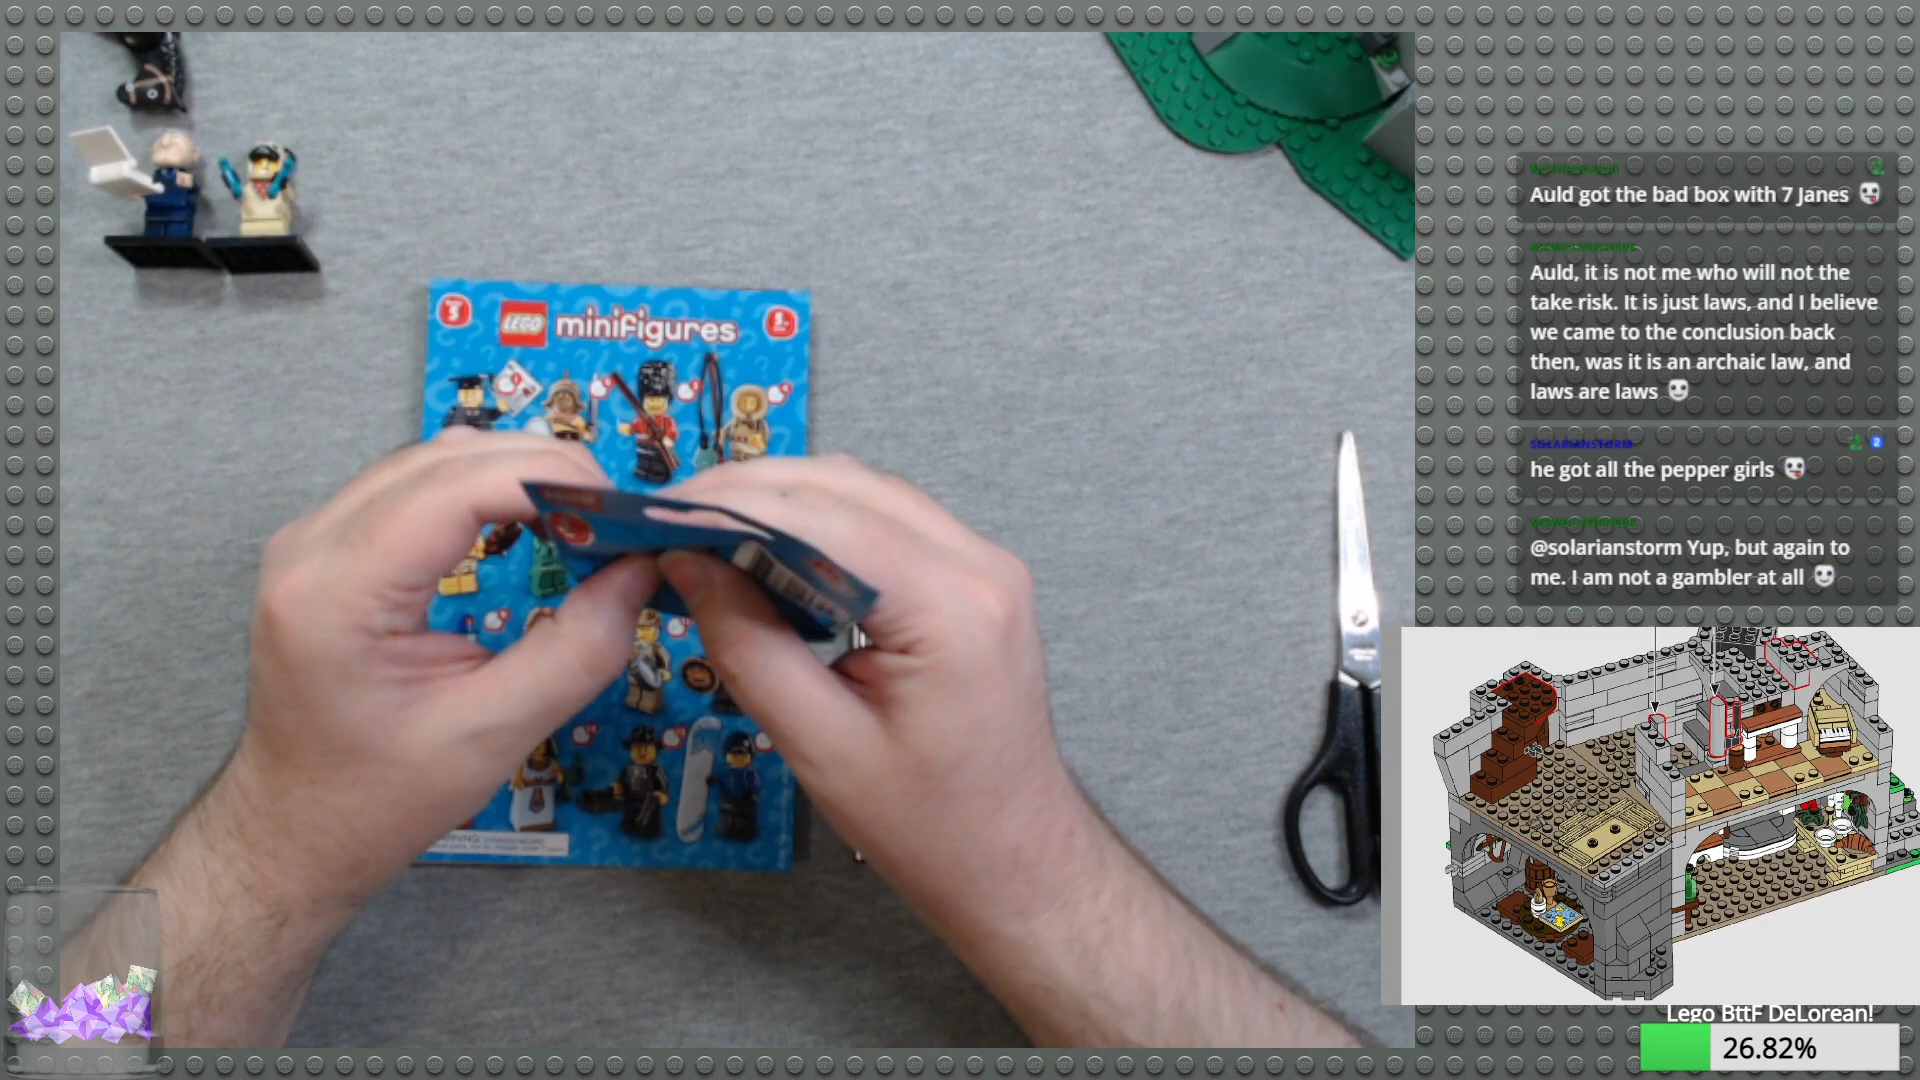 LEGO minifigures
5+
Auld got the bad box with 7 Janes
Auld, it is not me who will not the
take risk. It is just laws, and I believe
we came to the conclusion back
then, was it is an archaic law, and
laws are laws
SOLARIANSTORM
2
he got all the pepper girls
@solarianstorm Yup, but again to
me. I am not a gambler at all
Lego BttF DeLorean!
26.82%